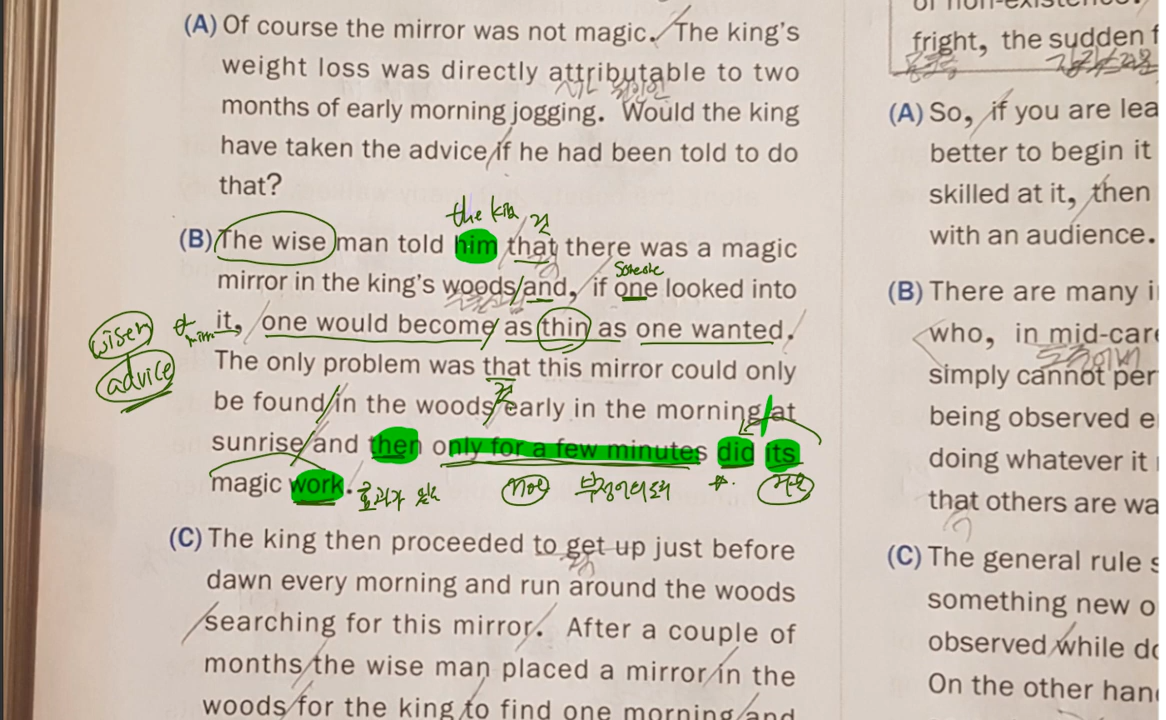 (A) Of course the mirror was not magic. The king's
weight loss was directly attributable to two
months of early morning jogging. Would the king
have taken the advice if he had been told to do
that?
the
(B) The wise man told him that there was a magic
someone
mirror in the king's woods and, if one looked into
it, one would become as thin as one wanted.
advice
The only problem was that this mirror could only
be found in the woods early in the morning at
sunrise and then only for a few minutes did its
magic work.
거울
(C) The king then proceeded to get up just before
dawn every morning and run around the woods
searching for this mirror. After a couple of
months the wise man placed a mirror in the
woods for the king to find one morning and
fright, the sudden f
(A) So, if you are lea
better to begin it
skilled at it, then
with an audience.
(B) There are many i
who, in mid-care
simply cannot per
being observed e
doing whatever it
that others are wa
(C) The general rule s
something new o
observed while do
On the other han